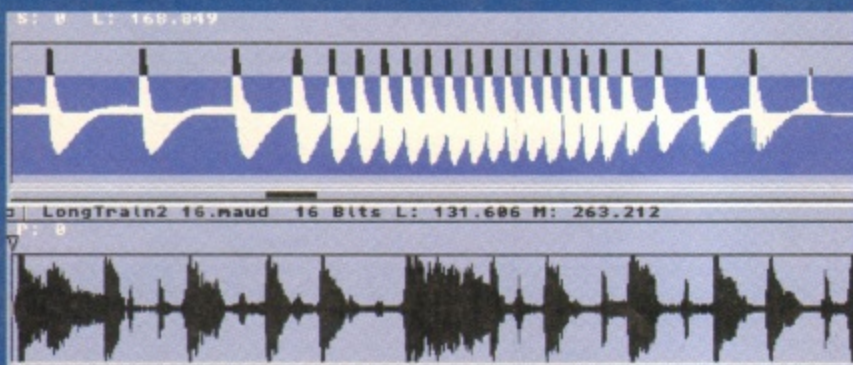 S: 0 L: 168.049
LongTrain2 16.maud 16 Bits L: 131.606 M: 263.212
P: 0